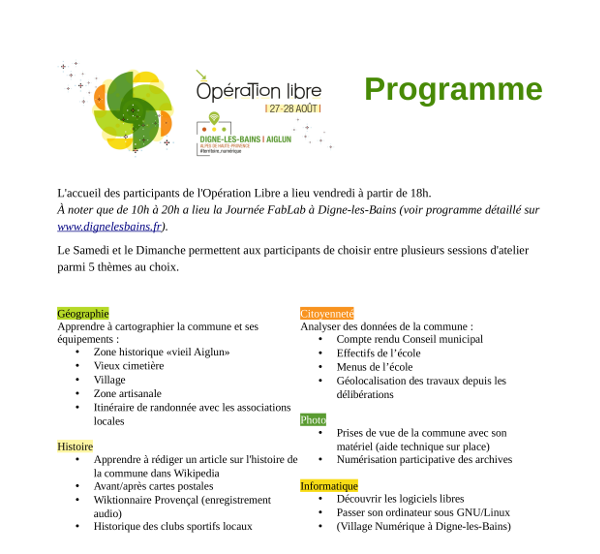 Opération libre
| 27-28 AOÛT |
DIGNE-LES-BAINS | AIGLUN
ALPES DE HAUTE PROVENCE
#territoire_numérique
Programme
L'accueil des participants de l'Opération Libre a lieu vendredi à partir de 18h.
À noter que de 10h à 20h a lieu la Journée FabLab à Digne-les-Bains (voir programme détaillé sur
www.dignelesbains.fr).
Le Samedi et le Dimanche permettent aux participants de choisir entre plusieurs sessions d'atelier
parmi 5 thèmes au choix.
Géographie
Apprendre à cartographier la commune et ses
équipements :
• Zone historique «vieil Aiglun»
• Vieux cimetière
• Village
• Zone artisanale
• Itinéraire de randonnée avec les associations
locales
Histoire
• Apprendre à rédiger un article sur l'histoire de
la commune dans Wikipedia
• Avant/après cartes postales
• Wiktionnaire Provençal (enregistrement
audio)
• Historique des clubs sportifs locaux
Citoyenneté
Analyser des données de la commune :
• Compte rendu Conseil municipal
• Effectifs de l’école
• Menus de l’école
• Géolocalisation des travaux depuis les
délibérations
Photo
• Prises de vue de la commune avec son
matériel (aide technique sur place)
• Numérisation participative des archives
Informatique
• Découvrir les logiciels libres
• Passer son ordinateur sous GNU/Linux
• (Village Numérique à Digne-les-Bains)